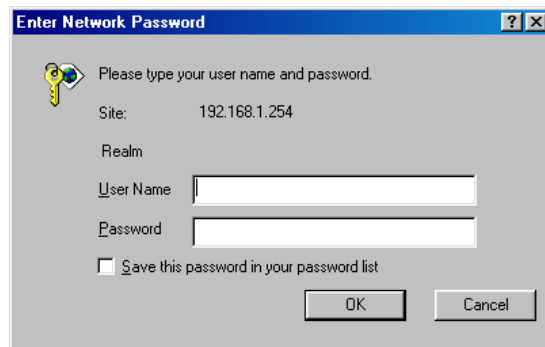 Enter Network Password
Please type your user name and password.
Site: 192.168.1.254
Realm
User Name
Password
Save this password in your password list
OK Cancel